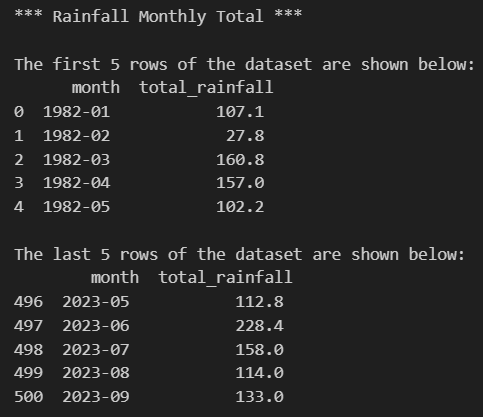 *** Rainfall Monthly Total ***
The first 5 rows of the dataset are shown below:
month total_rainfall
0 1982-01 107.1
1 1982-02 27.8
2 1982-03 160.8
3 1982-04 157.0
4 1982-05 102.2
The last 5 rows of the dataset are shown below:
month total_rainfall
496 2023-05 112.8
497 2023-06 228.4
498 2023-07 158.0
499 2023-08 114.0
500 2023-09 133.0